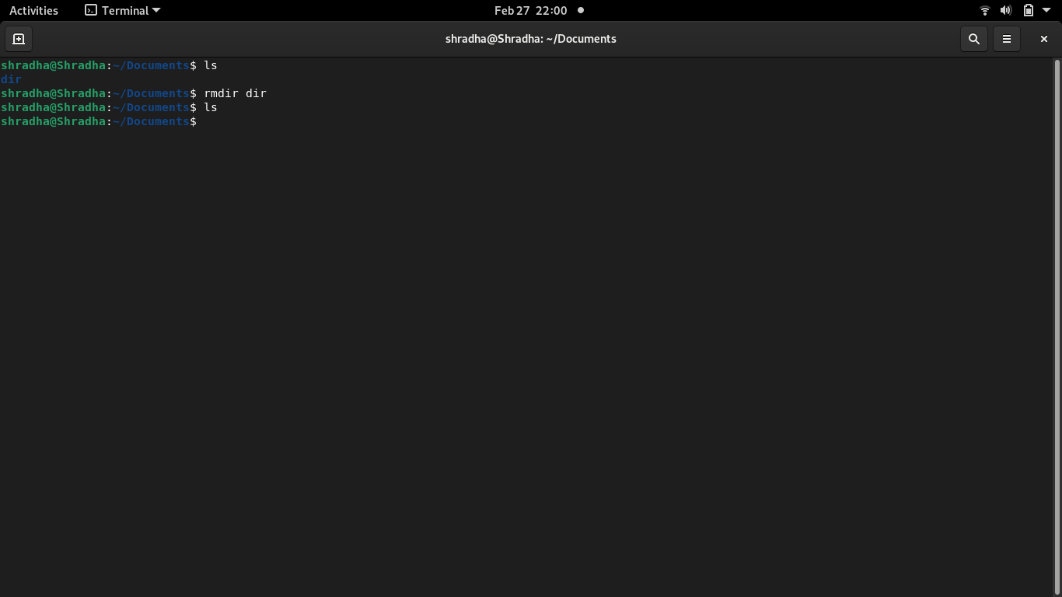 Activities Terminal Feb 27 22:00
shradha@Shradha: ~/Documents
shradha@Shradha:~/Documents$ ls
dir
shradha@Shradha:~/Documents$ rmdir dir
shradha@Shradha:~/Documents$ ls
shradha@Shradha:~/Documents$